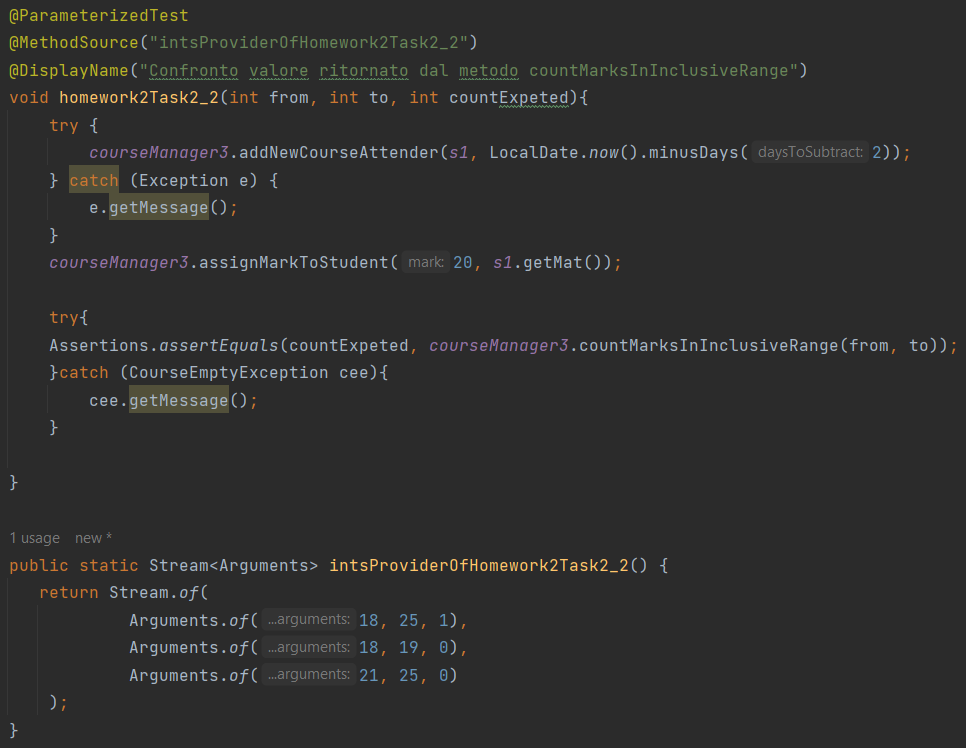 @ParameterizedTest
@MethodSource("intsProviderOfHomework2Task2_2")
@DisplayName("Confronto valore ritornato dal metodo countMarksInInclusiveRange")
void homework2Task2_2(int from, int to, int countExpeted){
    try {
        courseManager3.addNewCourseAttender(s1, LocalDate.now().minusDays( daysToSubtract: 2));
    } catch (Exception e) {
        e.getMessage();
    }
    courseManager3.assignMarkToStudent( mark: 20, s1.getMat());

    try{
    Assertions.assertEquals(countExpeted, courseManager3.countMarksInInclusiveRange(from, to));
    }catch (CourseEmptyException cee){
        cee.getMessage();
    }

}

1 usage   new *
public static Stream<Arguments> intsProviderOfHomework2Task2_2() {
   return Stream.of(
            Arguments.of( ...arguments: 18, 25, 1),
            Arguments.of( ...arguments: 18, 19, 0),
            Arguments.of( ...arguments: 21, 25, 0)
    );
}